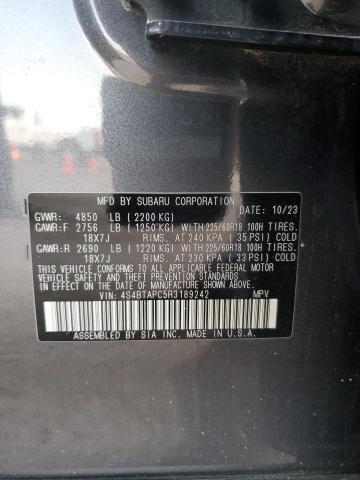 MFD. BY SUBARU CORPORATION
GVWR: 4850 LB (2200 KG) DATE: 10/23
GAWR:F 2756 LB (1250 KG) WITH 225/60R18 100H TIRES.
18X7J RIMS. AT 240 KPA (35 PSI) COLD
GAWR:R 2690 LB (1220 KG) WITH 225/60R18 100H TIRES.
18X7J RIMS. AT 230 KPA (33 PSI) COLD
THIS VEHICLE CONFORMS TO ALL APPLICABLE FEDERAL MOTOR
VEHICLE SAFETY STANDARDS IN EFFECT ON THE DATE OF
MANUFACTURE SHOWN ABOVE.
VIN: 4S4BTAPC5R3189242 MPV
ASSEMBLED BY SIA INC. MADE IN U.S.A.